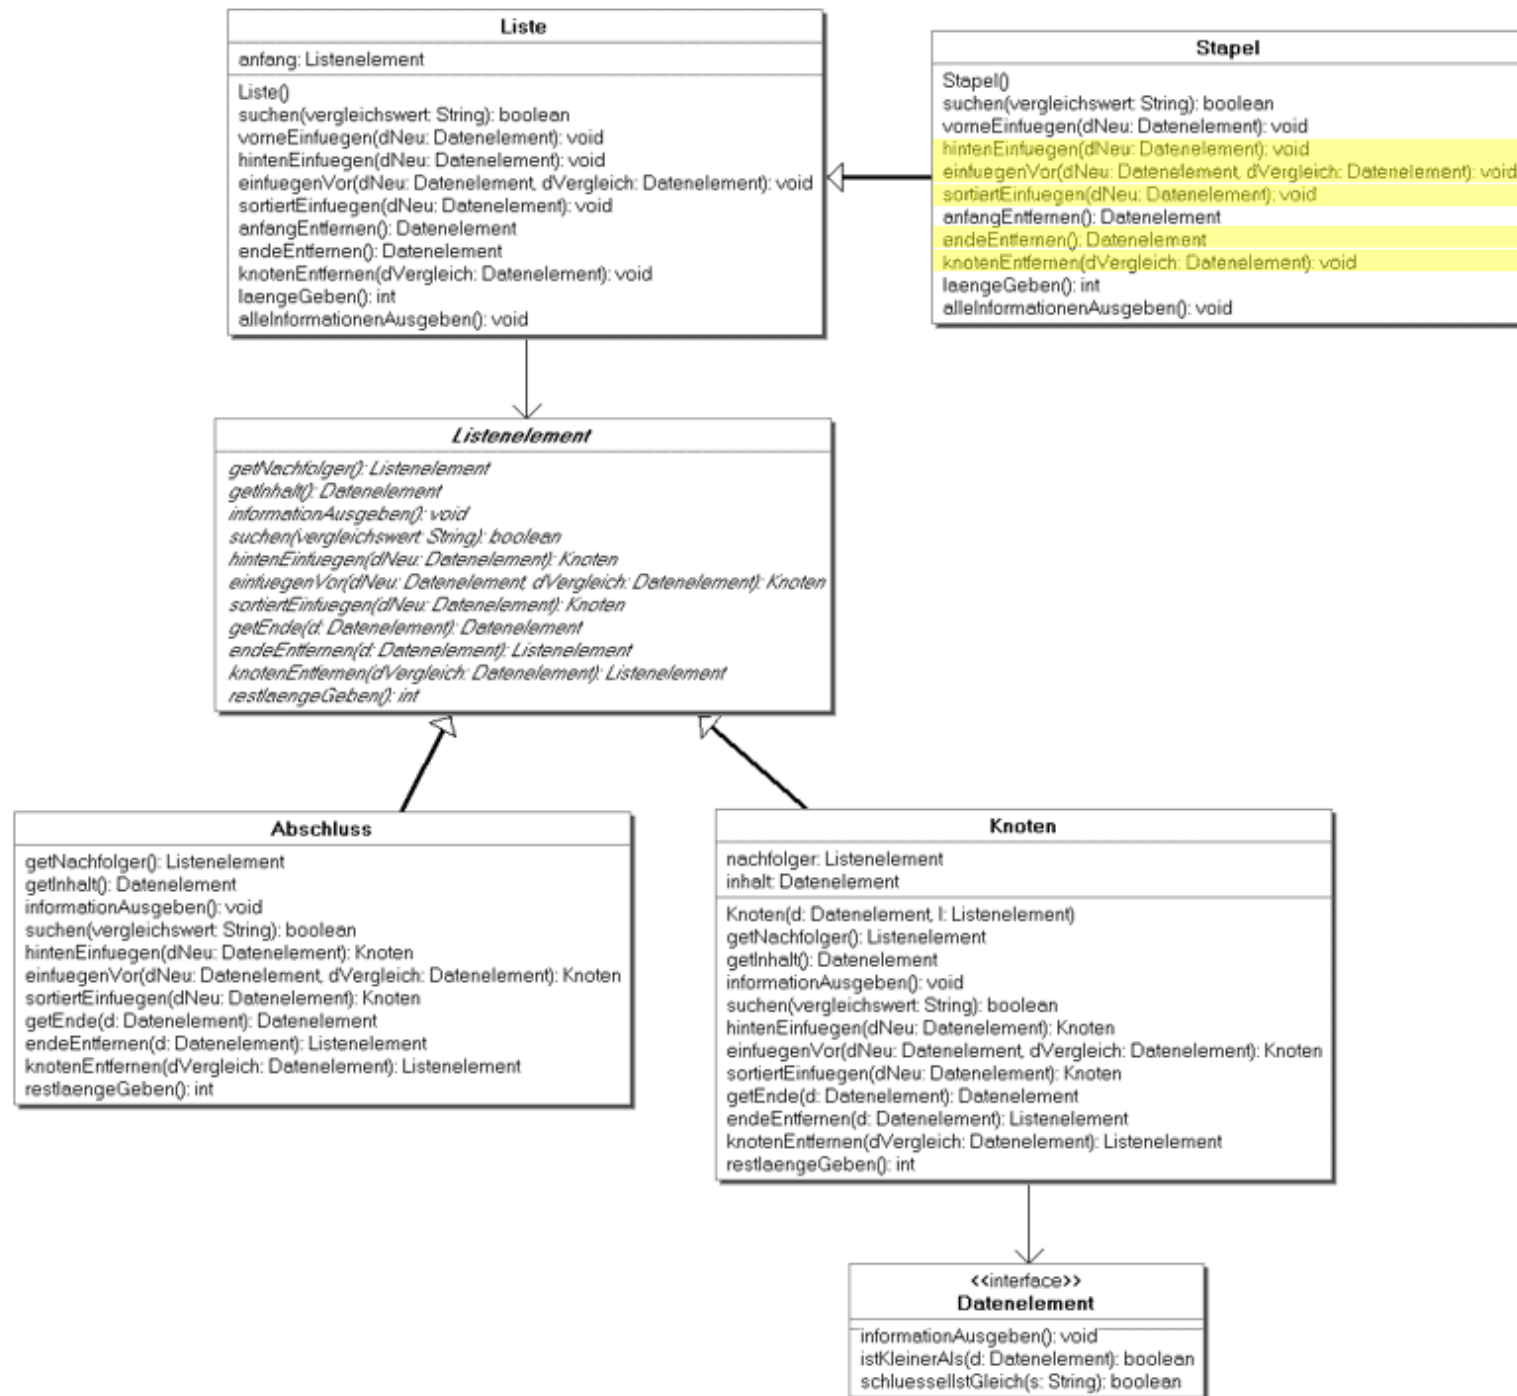 Liste
anfang: Listenelement
Liste()
suchen(vergleichswert: String): boolean
vorneEinfuegen(dNeu: Datenelement): void
hintenEinfuegen(dNeu: Datenelement): void
einfuegenVor(dNeu: Datenelement, dVergleich: Datenelement): void
sortiertEinfuegen(dNeu: Datenelement): void
anfangEntfernen(): Datenelement
endeEntfernen(): Datenelement
knotenEntfernen(dVergleich: Datenelement): void
laengeGeben(): int
alleInformationenAusgeben(): void
Stapel
Stapel()
suchen(vergleichswert: String): boolean
vorneEinfuegen(dNeu: Datenelement): void
hintenEinfuegen(dNeu: Datenelement): void
einfuegenVor(dNeu: Datenelement, dVergleich: Datenelement): void
sortiertEinfuegen(dNeu: Datenelement): void
anfangEntfernen(): Datenelement
endeEntfernen(): Datenelement
knotenEntfernen(dVergleich: Datenelement): void
laengeGeben(): int
alleInformationenAusgeben(): void
Listenelement
getNachfolger(): Listenelement
getInhalt(): Datenelement
informationAusgeben(): void
suchen(vergleichswert: String): boolean
hintenEinfuegen(dNeu: Datenelement): Knoten
einfuegenVor(dNeu: Datenelement, dVergleich: Datenelement): Knoten
sortiertEinfuegen(dNeu: Datenelement): Knoten
getEnde(d: Datenelement): Datenelement
endeEntfernen(d: Datenelement): Listenelement
knotenEntfernen(dVergleich: Datenelement): Listenelement
restlaengeGeben(): int
Abschluss
getNachfolger(): Listenelement
getInhalt(): Datenelement
informationAusgeben(): void
suchen(vergleichswert: String): boolean
hintenEinfuegen(dNeu: Datenelement): Knoten
einfuegenVor(dNeu: Datenelement, dVergleich: Datenelement): Knoten
sortiertEinfuegen(dNeu: Datenelement): Knoten
getEnde(d: Datenelement): Datenelement
endeEntfernen(d: Datenelement): Listenelement
knotenEntfernen(dVergleich: Datenelement): Listenelement
restlaengeGeben(): int
Knoten
nachfolger: Listenelement
inhalt: Datenelement
Knoten(d: Datenelement, l: Listenelement)
getNachfolger(): Listenelement
getInhalt(): Datenelement
informationAusgeben(): void
suchen(vergleichswert: String): boolean
hintenEinfuegen(dNeu: Datenelement): Knoten
einfuegenVor(dNeu: Datenelement, dVergleich: Datenelement): Knoten
sortiertEinfuegen(dNeu: Datenelement): Knoten
getEnde(d: Datenelement): Datenelement
endeEntfernen(d: Datenelement): Listenelement
knotenEntfernen(dVergleich: Datenelement): Listenelement
restlaengeGeben(): int
<<interface>>
Datenelement
informationAusgeben(): void
istKleinerAls(d: Datenelement): boolean
schluesselIstGleich(s: String): boolean